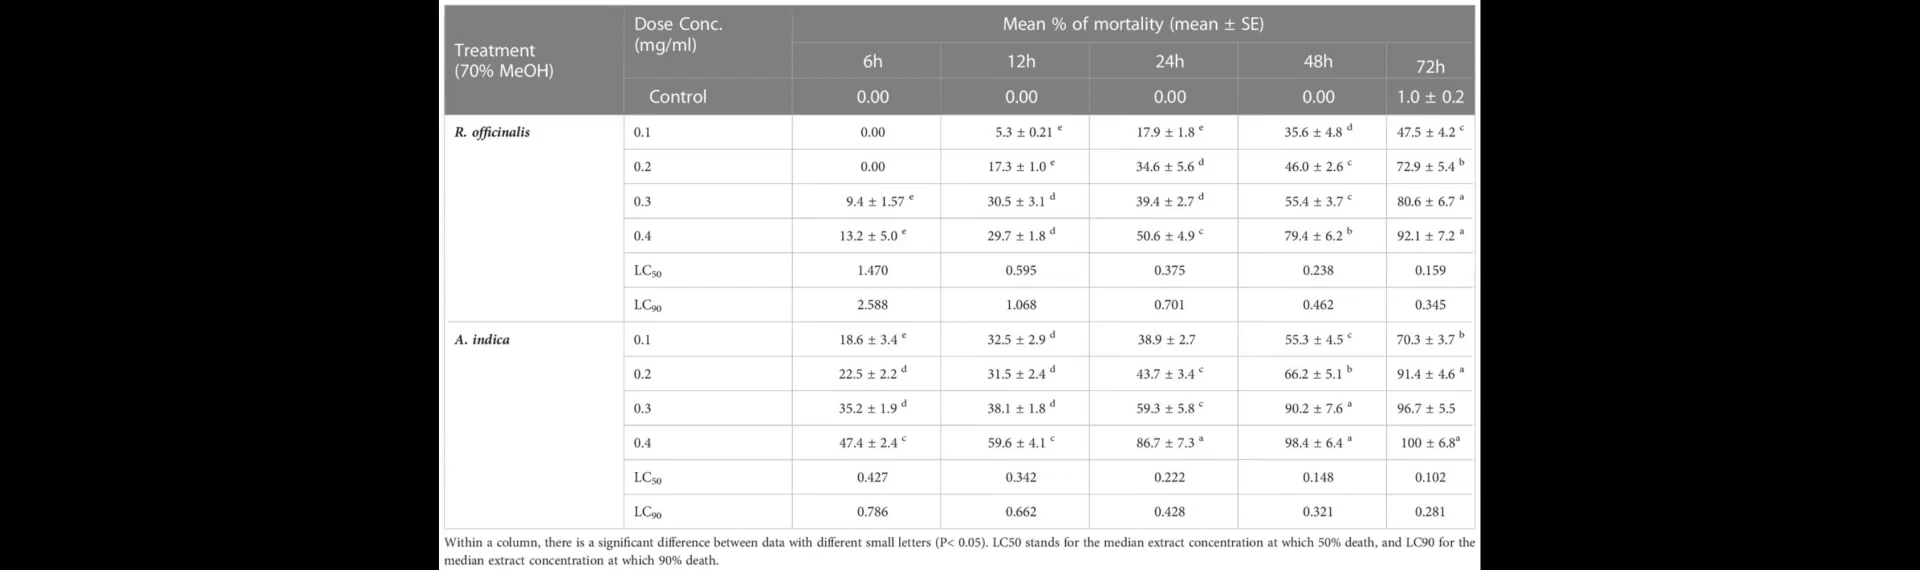 Treatment (70% MeOH) Dose Conc. (mg/ml) Mean % of mortality (mean ± SE)
6h 12h 24h 48h 72h
Control 0.00 0.00 0.00 0.00 1.0 ± 0.2
R. officinalis 0.1 0.00 5.3 ± 0.21 e 17.9 ± 1.8 e 35.6 ± 4.8 d 47.5 ± 4.2 c
0.2 0.00 17.3 ± 1.0 e 34.6 ± 5.6 d 46.0 ± 2.6 c 72.9 ± 5.4 b
0.3 9.4 ± 1.57 e 30.5 ± 3.1 d 39.4 ± 2.7 d 55.4 ± 3.7 c 80.6 ± 6.7 a
0.4 13.2 ± 5.0 e 29.7 ± 1.8 d 50.6 ± 4.9 c 79.4 ± 6.2 b 92.1 ± 7.2 a
LC50 1.470 0.595 0.375 0.238 0.159
LC90 2.588 1.068 0.701 0.462 0.345
A. indica 0.1 18.6 ± 3.4 e 32.5 ± 2.9 d 38.9 ± 2.7 55.3 ± 4.5 c 70.3 ± 3.7 b
0.2 22.5 ± 2.2 d 31.5 ± 2.4 d 43.7 ± 3.4 c 66.2 ± 5.1 b 91.4 ± 4.6 a
0.3 35.2 ± 1.9 d 38.1 ± 1.8 d 59.3 ± 5.8 c 90.2 ± 7.6 a 96.7 ± 5.5
0.4 47.4 ± 2.4 c 59.6 ± 4.1 c 86.7 ± 7.3 a 98.4 ± 6.4 a 100 ± 6.8a
LC50 0.427 0.342 0.222 0.148 0.102
LC90 0.786 0.662 0.428 0.321 0.281
Within a column, there is a significant difference between data with different small letters (P< 0.05). LC50 stands for the median extract concentration at which 50% death, and LC90 for the
median extract concentration at which 90% death.